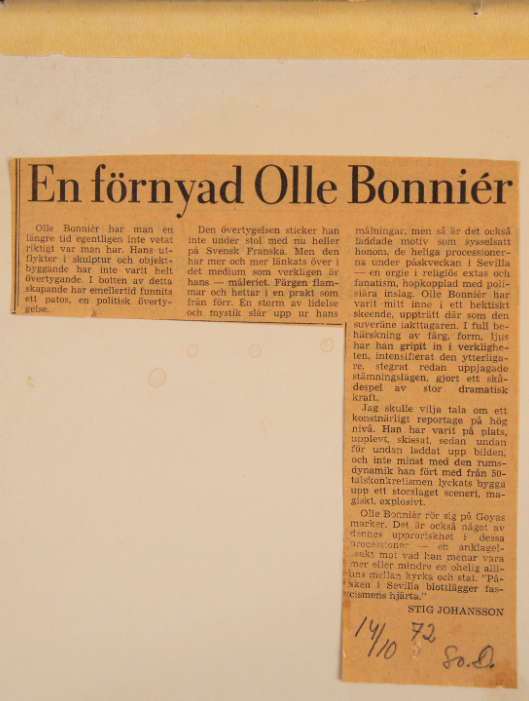 En förnyad Olle Bonniér
Olle Bonniér har man en
längre tid egentligen inte vetat
riktigt var man har. Hans ut-
flykter i skulptur och objekt-
byggande har inte varit helt
övertygande. I botten av detta
skapande har emellertid funnits
ett patos, en politisk överty-
gelse.
Den övertygelsen sticker han
inte under stol med nu heller
på Svensk Franska. Men den
har mer och mer länkats över i
det medium som verkligen är
hans — måleriet. Färgen flam-
mar och hettar i en prakt som
från förr. En storm av lidelse
och mystik slår upp ur hans
målningar, men så är det också
laddade motiv som sysselsatt
honom, de heliga processioner-
na under påskveckan i Sevilla
— en orgie i religiös extas och
fanatism, hopkopplad med poli-
siära inslag. Olle Bonniér har
varit mitt inne i ett hektiskt
skeende, upprätt där som den
suveräne iakttagaren. I full be-
härskning av färg, form, ljus
har han gripit in i verklighe-
ten, intensifierat den ytterliga-
re, stegrat redan uppjagade
stämningslägen, gjort ett skå-
despel av stor dramatisk
kraft.
Jag skulle vilja tala om ett
konstnärligt reportage på hög
nivå. Han har varit på plats,
upplevt, skissat, sedan undan
för undan laddat upp bilden,
och inte minst med den rums-
dynamik han fört med från 50-
talskonkretismen lyckats bygga
upp ett storslaget sceneri, ma-
giskt, explosivt.
Olle Bonniér rör sig på Goyas
marker. Det är också något av
dennes upproriskhet i dessa
processioner — en anklagel-
seakt mot vad han menar vara
mer eller mindre en ohelig alli-
ans mellan kyrka och stat. "På-
sken i Sevilla blottlägger fas-
cismens hjärta."
STIG JOHANSSON
14/10 72
So.D.